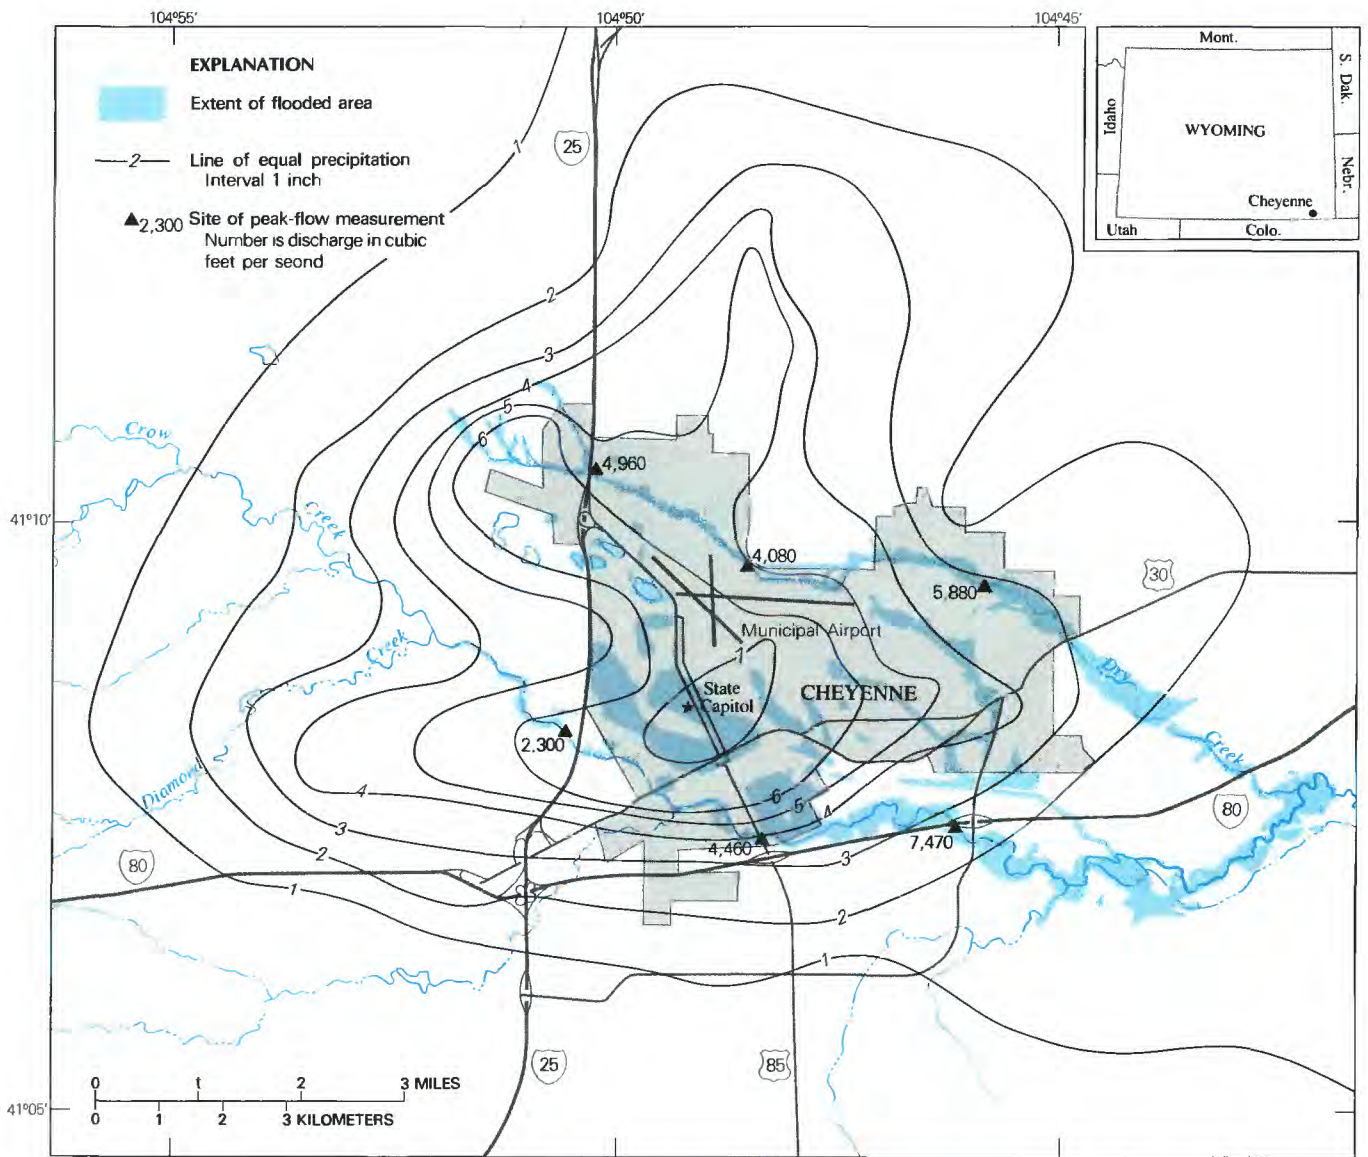 104°55'
104°50'
104°45'
EXPLANATION
Extent of flooded area
2
Line of equal precipitation
Interval 1 inch
2,300
Site of peak-flow measurement
Number is discharge in cubic
feet per seond
25
1
Mont.
Idaho
S. Dak.
WYOMING
Nebr.
Cheyenne
Utah
Colo.
2
3
4
5
6
Crow
Creek
4,960
41°10'
4,080
5,880
30
Municipal Airport
1
State
Capitol
CHEYENNE
Creek
Diamond
2.300
Dry
Creek
4
6
5
4
3
3
2
2
1
1
4,460
7,470
80
80
25
85
0 1 2 3 MILES
0 1 2 3 KILOMETERS
41°05'